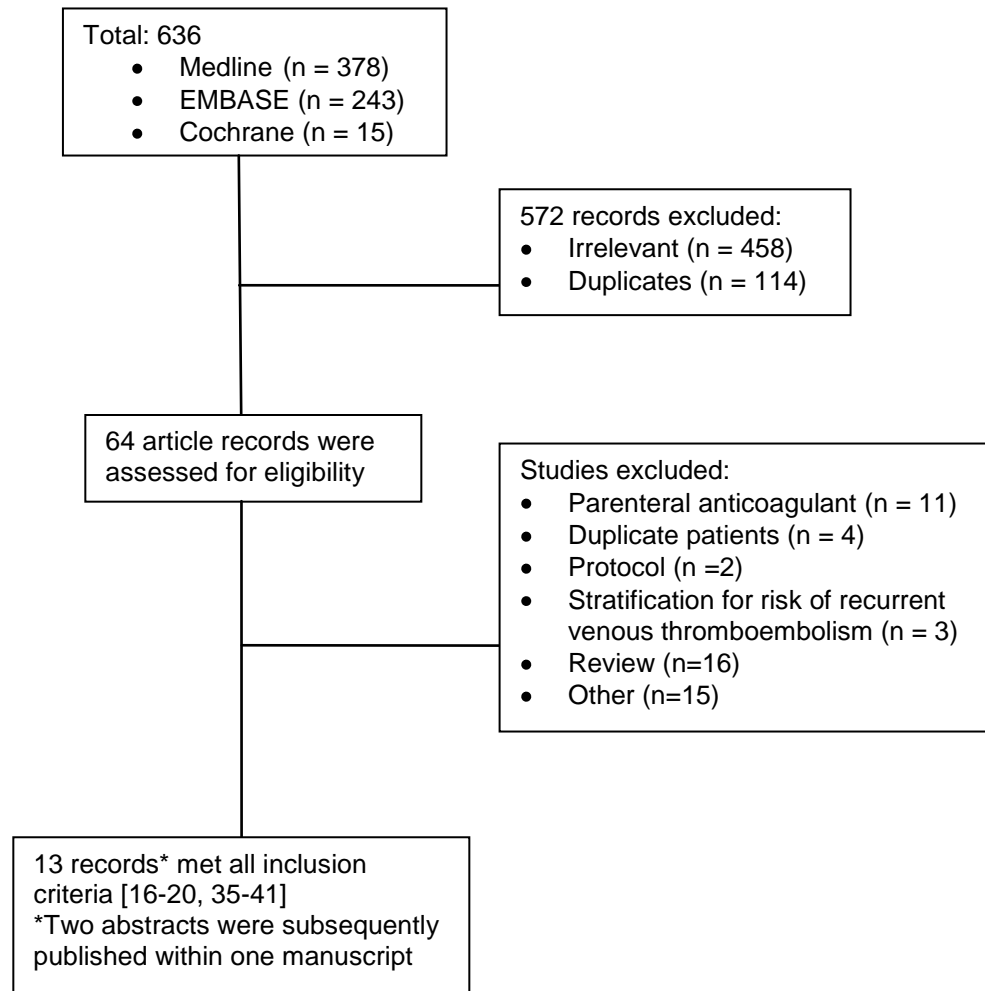 Total: 636
• Medline (n = 378)
• EMBASE (n = 243)
• Cochrane (n = 15)
572 records excluded:
• Irrelevant (n = 458)
• Duplicates (n = 114)
64 article records were
assessed for eligibility
Studies excluded:
• Parenteral anticoagulant (n = 11)
• Duplicate patients (n = 4)
• Protocol (n =2)
• Stratification for risk of recurrent
venous thromboembolism (n = 3)
• Review (n=16)
• Other (n=15)
13 records* met all inclusion
criteria [16-20, 35-41]
*Two abstracts were subsequently
published within one manuscript